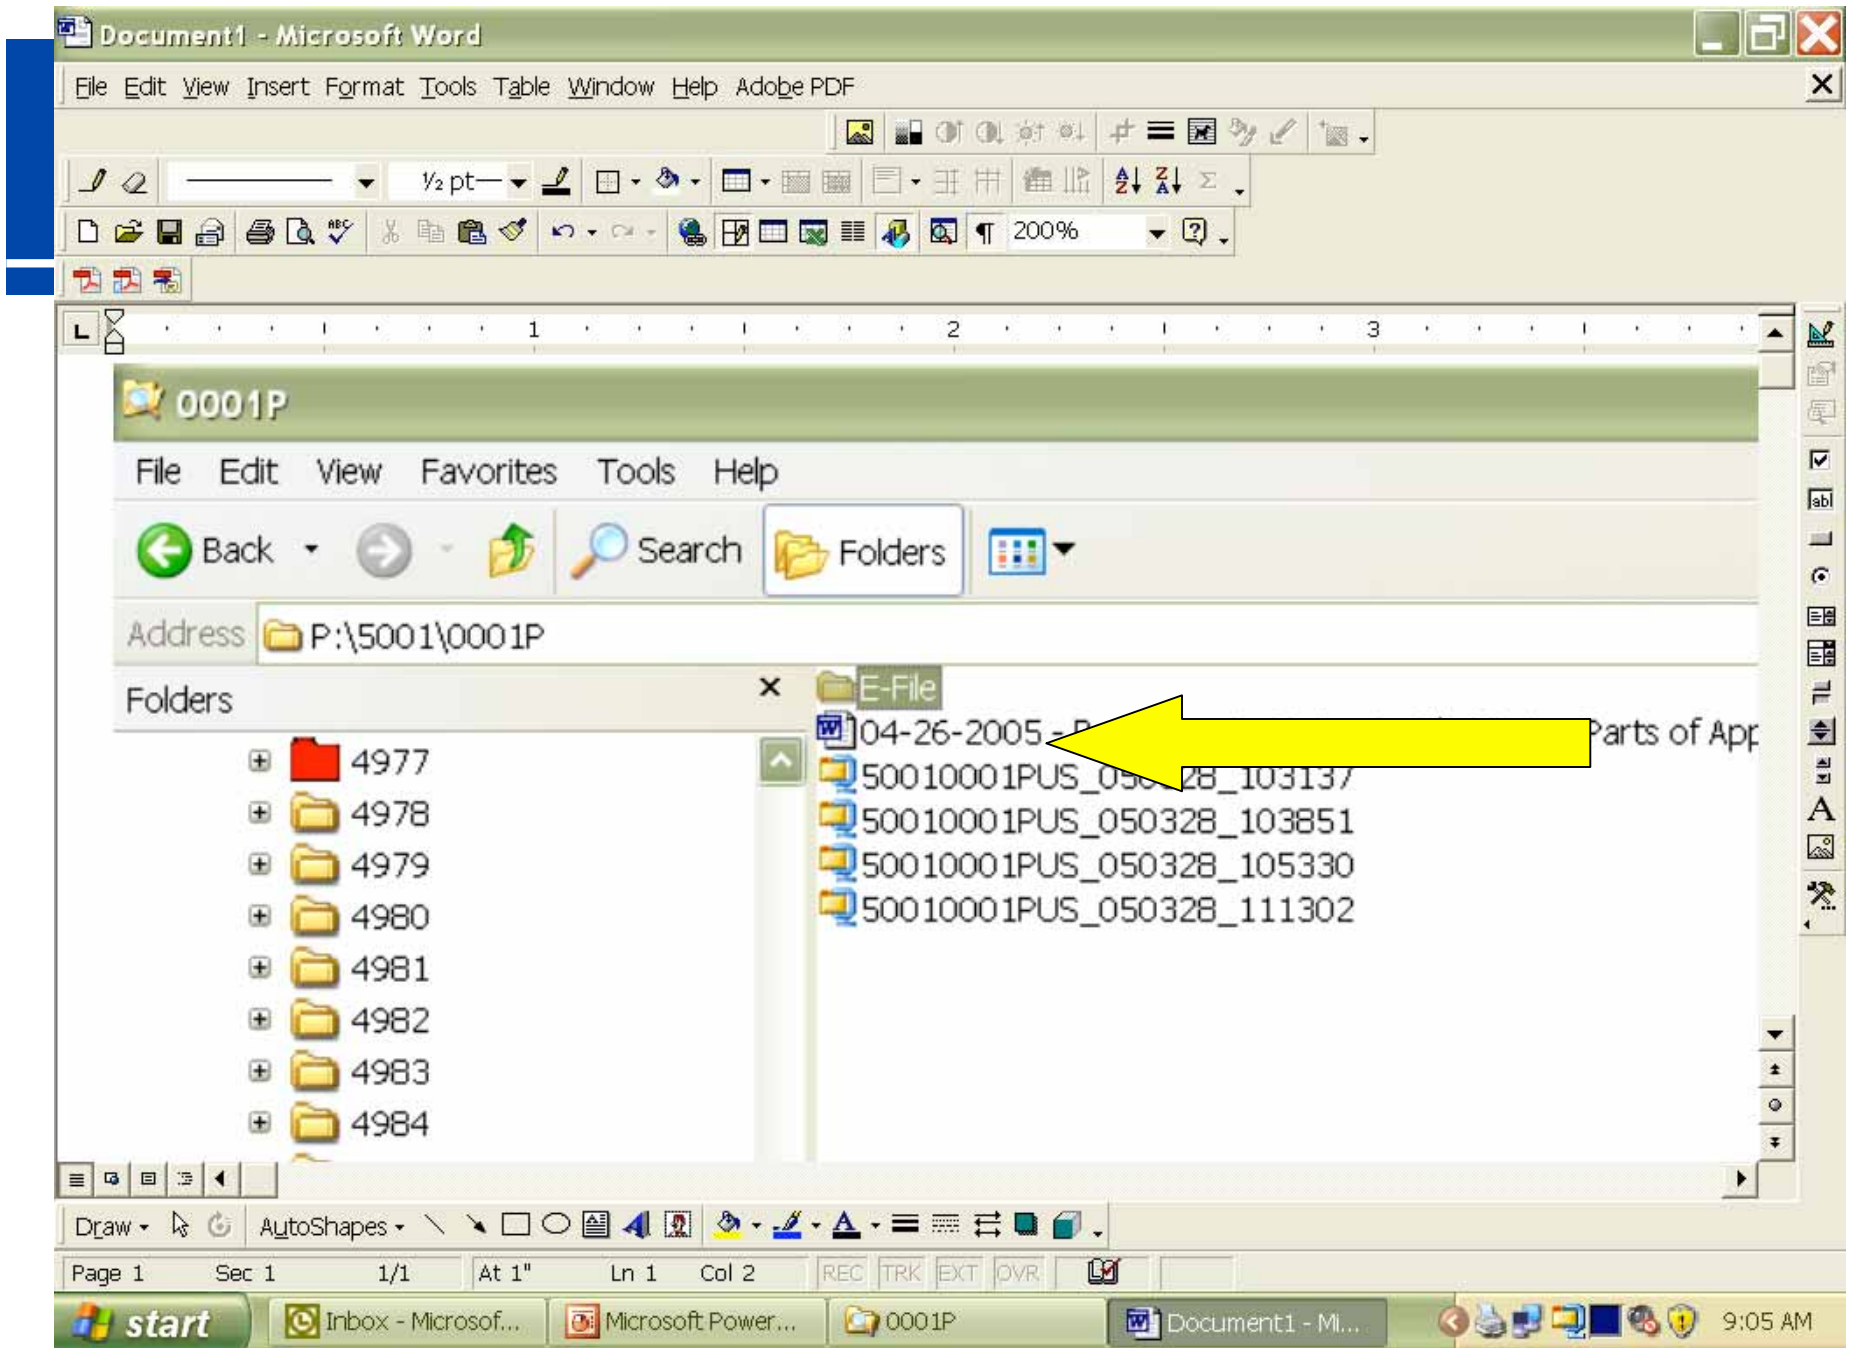 Document1 - Microsoft Word
File Edit View Insert Format Tools Table Window Help Adobe PDF
½ pt
200%
1 2 3
0001P
File Edit View Favorites Tools Help
Back Search Folders
Address P:\5001\0001P
Folders
E-File
04-26-2005 - Parts of App
4977
50010001PUS_050328_103137
4978
50010001PUS_050328_103851
4979
50010001PUS_050328_105330
4980
50010001PUS_050328_111302
4981
4982
4983
4984
Draw AutoShapes
Page 1 Sec 1 1/1 At 1" Ln 1 Col 2 REC TRK EXT OVR
start Inbox - Microsof... Microsoft Power... 0001P Document1 - Mi... 9:05 AM